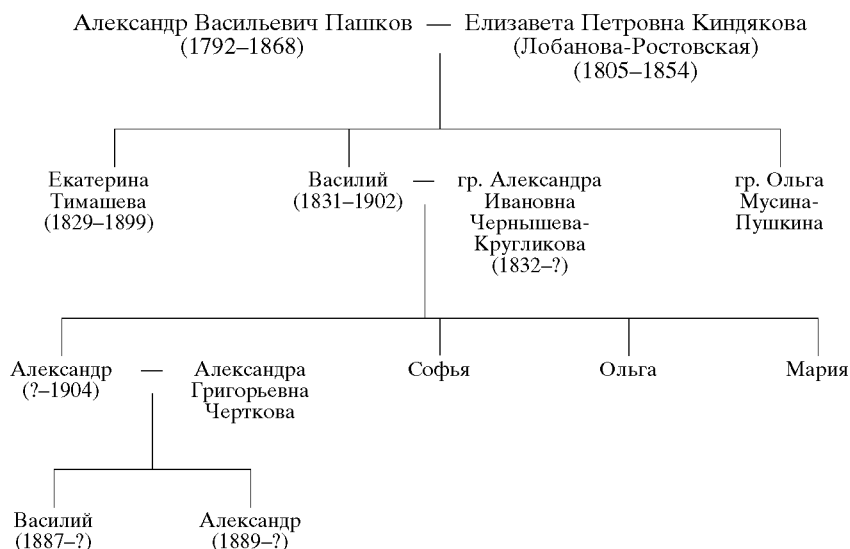 Александр Васильевич Пашков — Елизавета Петровна Киндякова
(1792–1868)
(Лобанова-Ростовская)
(1805–1854)
Екатерина
Тимашева
(1829–1899)
Василий —
(1831–1902)
гр. Александра
Ивановна
Чернышева-
Кругликова
(1832–?)
гр. Ольга
Мусина-
Пушкина
Александр —
(?–1904)
Александра
Григорьевна
Черткова
Софья
Ольга
Мария
Василий
(1887–?)
Александр
(1889–?)